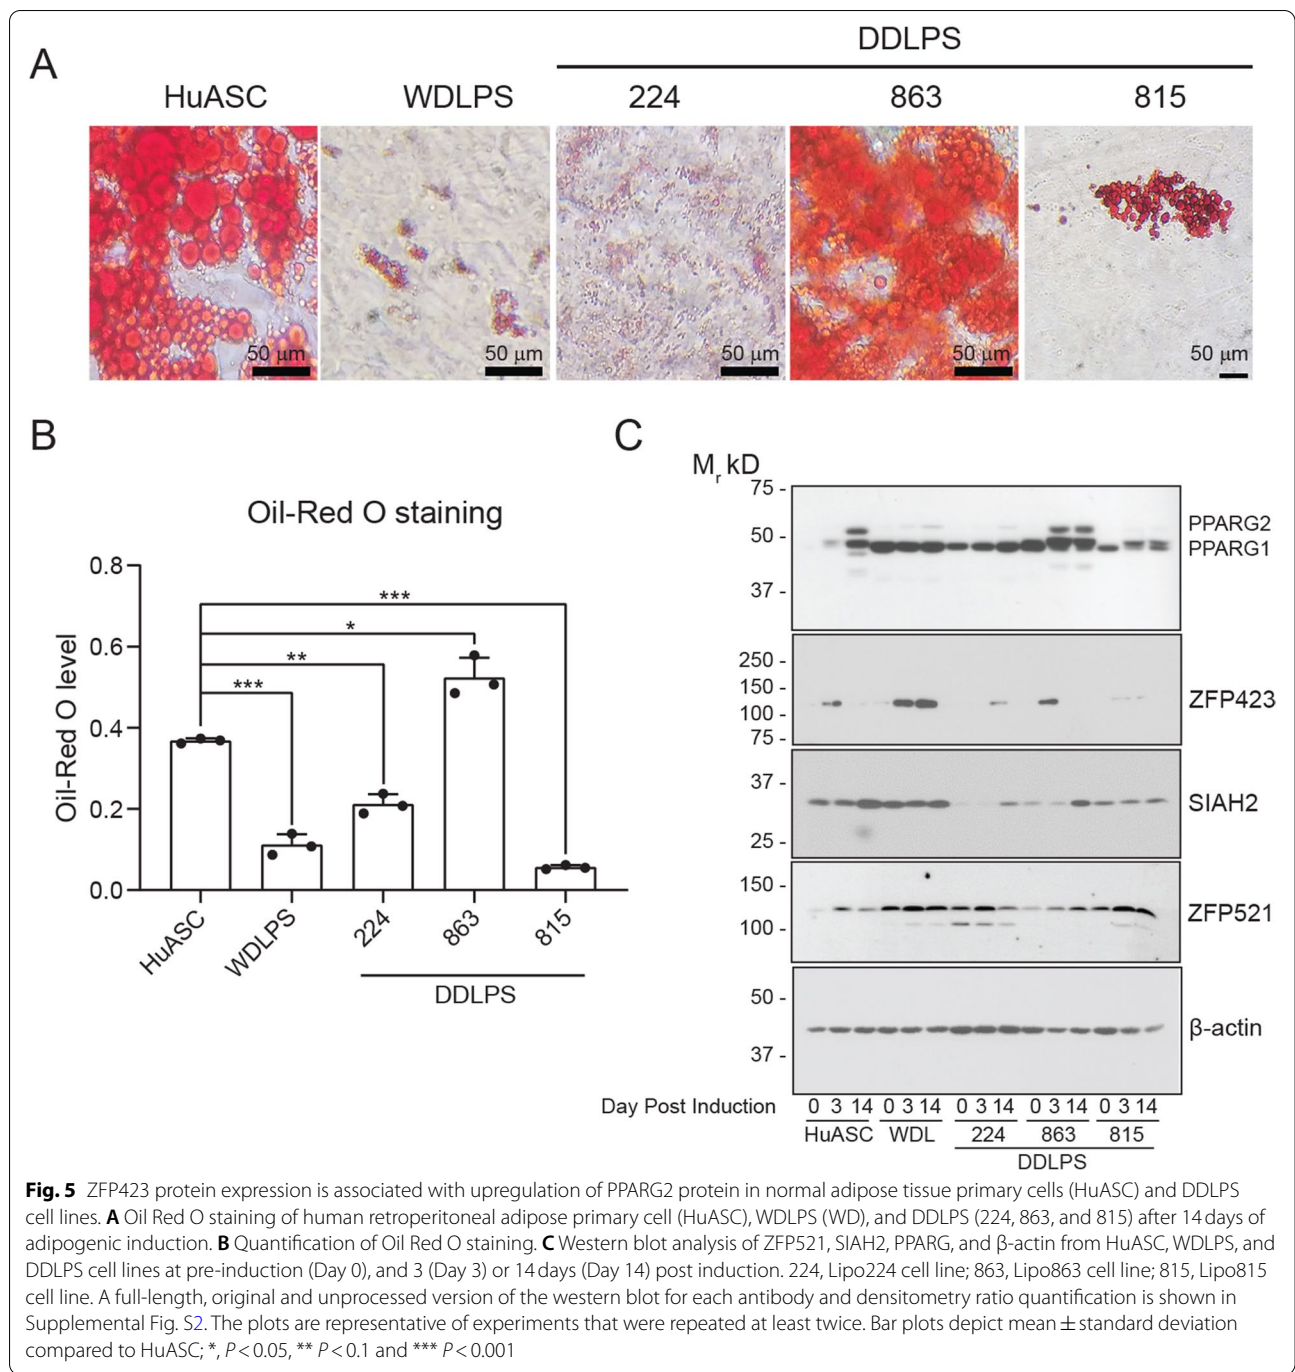 A
DDLPS
HuASC WDLPS 224 863 815
50 μm 50 μm 50 μm 50 μm 50 μm
B
Oil-Red O staining
Oil-Red O level
0.8
0.6
0.4
0.2
0.0
***
*
**
***
HuASC WDLPS 224 863 815
DDLPS
C
Mr kD
75 -
50 -
37 -
PPARG2
PPARG1
250 -
150 -
100 -
75 -
ZFP423
37 -
25 -
SIAH2
150 -
100 -
ZFP521
50 -
37 -
β-actin
Day Post Induction 0 3 14 0 3 14 0 3 14 0 3 14 0 3 14
HuASC WDL 224 863 815
DDLPS
Fig. 5 ZFP423 protein expression is associated with upregulation of PPARG2 protein in normal adipose tissue primary cells (HuASC) and DDLPS
cell lines. A Oil Red O staining of human retroperitoneal adipose primary cell (HuASC), WDLPS (WD), and DDLPS (224, 863, and 815) after 14 days of
adipogenic induction. B Quantification of Oil Red O staining. C Western blot analysis of ZFP521, SIAH2, PPARG, and β-actin from HuASC, WDLPS, and
DDLPS cell lines at pre-induction (Day 0), and 3 (Day 3) or 14 days (Day 14) post induction. 224, Lipo224 cell line; 863, Lipo863 cell line; 815, Lipo815
cell line. A full-length, original and unprocessed version of the western blot for each antibody and densitometry ratio quantification is shown in
Supplemental Fig. S2. The plots are representative of experiments that were repeated at least twice. Bar plots depict mean ± standard deviation
compared to HuASC; *, P < 0.05, ** P < 0.1 and *** P < 0.001